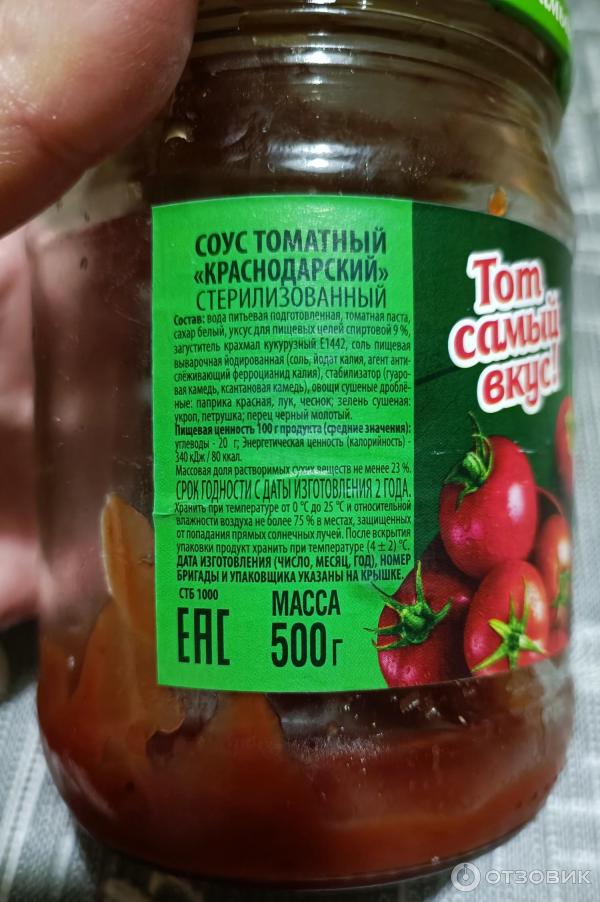 СОУС ТОМАТНЫЙ
«КРАСНОДАРСКИЙ»
СТЕРИЛИЗОВАННЫЙ
Состав: вода питьевая подготовленная, томатная паста,
сахар белый, уксус для пищевых целей спиртовой 9 %,
загуститель крахмал кукурузный Е1442, соль пищевая
выварочная йодированная (соль, йодат калия, агент анти-
слёживающий ферроцианид калия), стабилизатор (гуаро-
вая камедь, ксантановая камедь), овощи сушеные дроблё-
ные: паприка красная, лук, чеснок; зелень сушеная:
укроп, петрушка; перец черный молотый.
Пищевая ценность 100 г продукта (средние значения):
углеводы - 20 г; Энергетическая ценность (калорийность) -
340 кДж / 80 ккал.
Массовая доля растворимых сухих веществ не менее 23 %.
СРОК ГОДНОСТИ С ДАТЫ ИЗГОТОВЛЕНИЯ 2 ГОДА.
Хранить при температуре от 0 °С до 25 °С и относительной
влажности воздуха не более 75 % в местах, защищенных
от попадания прямых солнечных лучей. После вскрытия
упаковки продукт хранить при температуре (4 ± 2) °С.
ДАТА ИЗГОТОВЛЕНИЯ (ЧИСЛО, МЕСЯЦ, ГОД), НОМЕР
БРИГАДЫ И УПАКОВЩИКА УКАЗАНЫ НА КРЫШКЕ.
СТБ 1000
ЕАС
МАССА
500 г
Тот
самый
вкус!
ОТЗОВИК